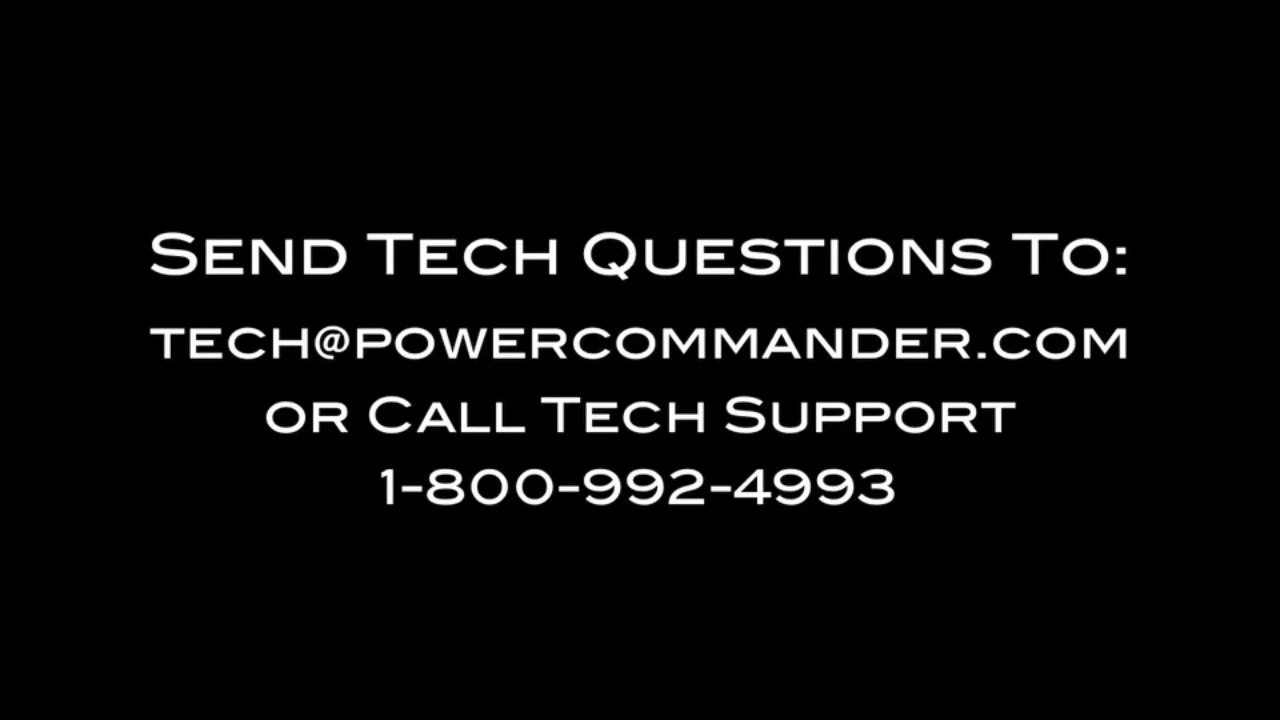 Send Tech Questions To:
tech@powercommander.com
or Call Tech Support
1-800-992-4993